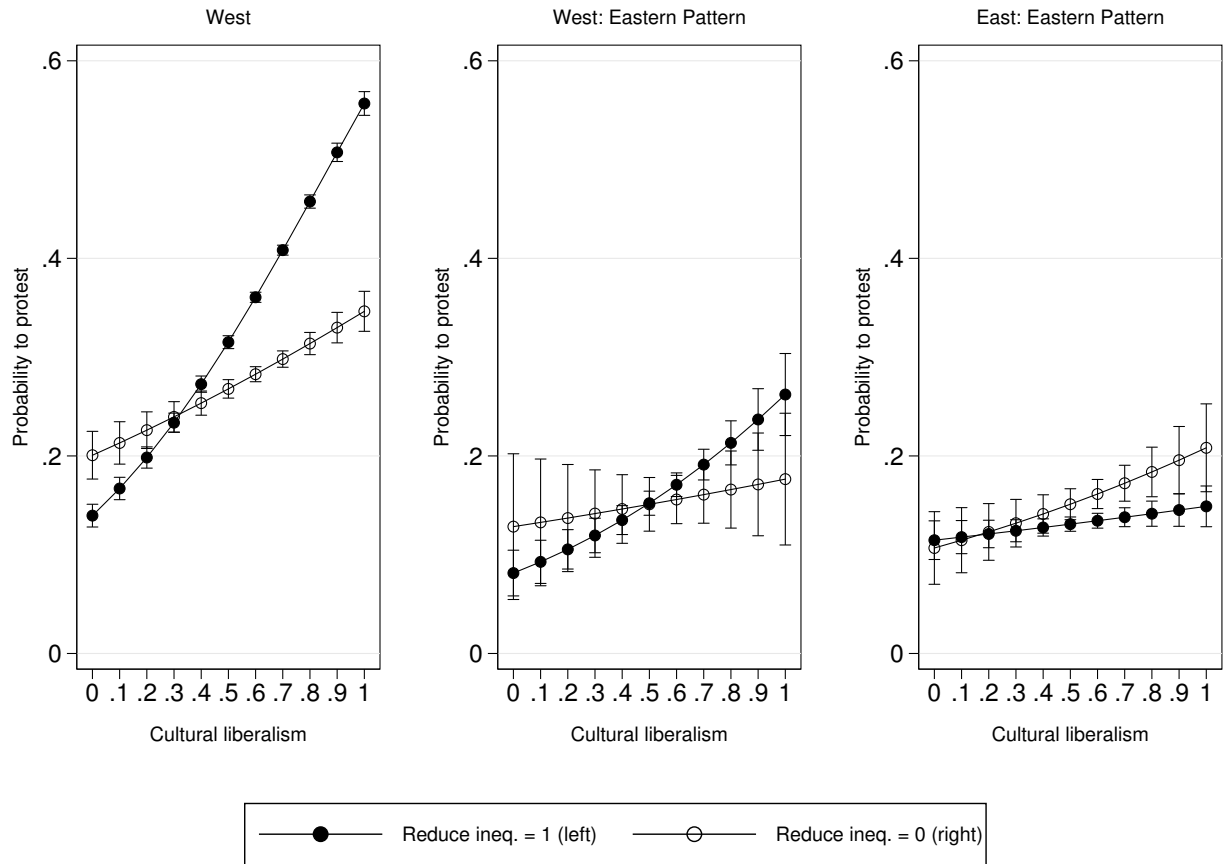 West
.6
.4
.2
0
Probability to protest
0 .1 .2 .3 .4 .5 .6 .7 .8 .9 1
Cultural liberalism
West: Eastern Pattern
.6
.4
.2
0
Probability to protest
0 .1 .2 .3 .4 .5 .6 .7 .8 .9 1
Cultural liberalism
East: Eastern Pattern
.6
.4
.2
0
Probability to protest
0 .1 .2 .3 .4 .5 .6 .7 .8 .9 1
Cultural liberalism
Reduce ineq. = 1 (left) Reduce ineq. = 0 (right)